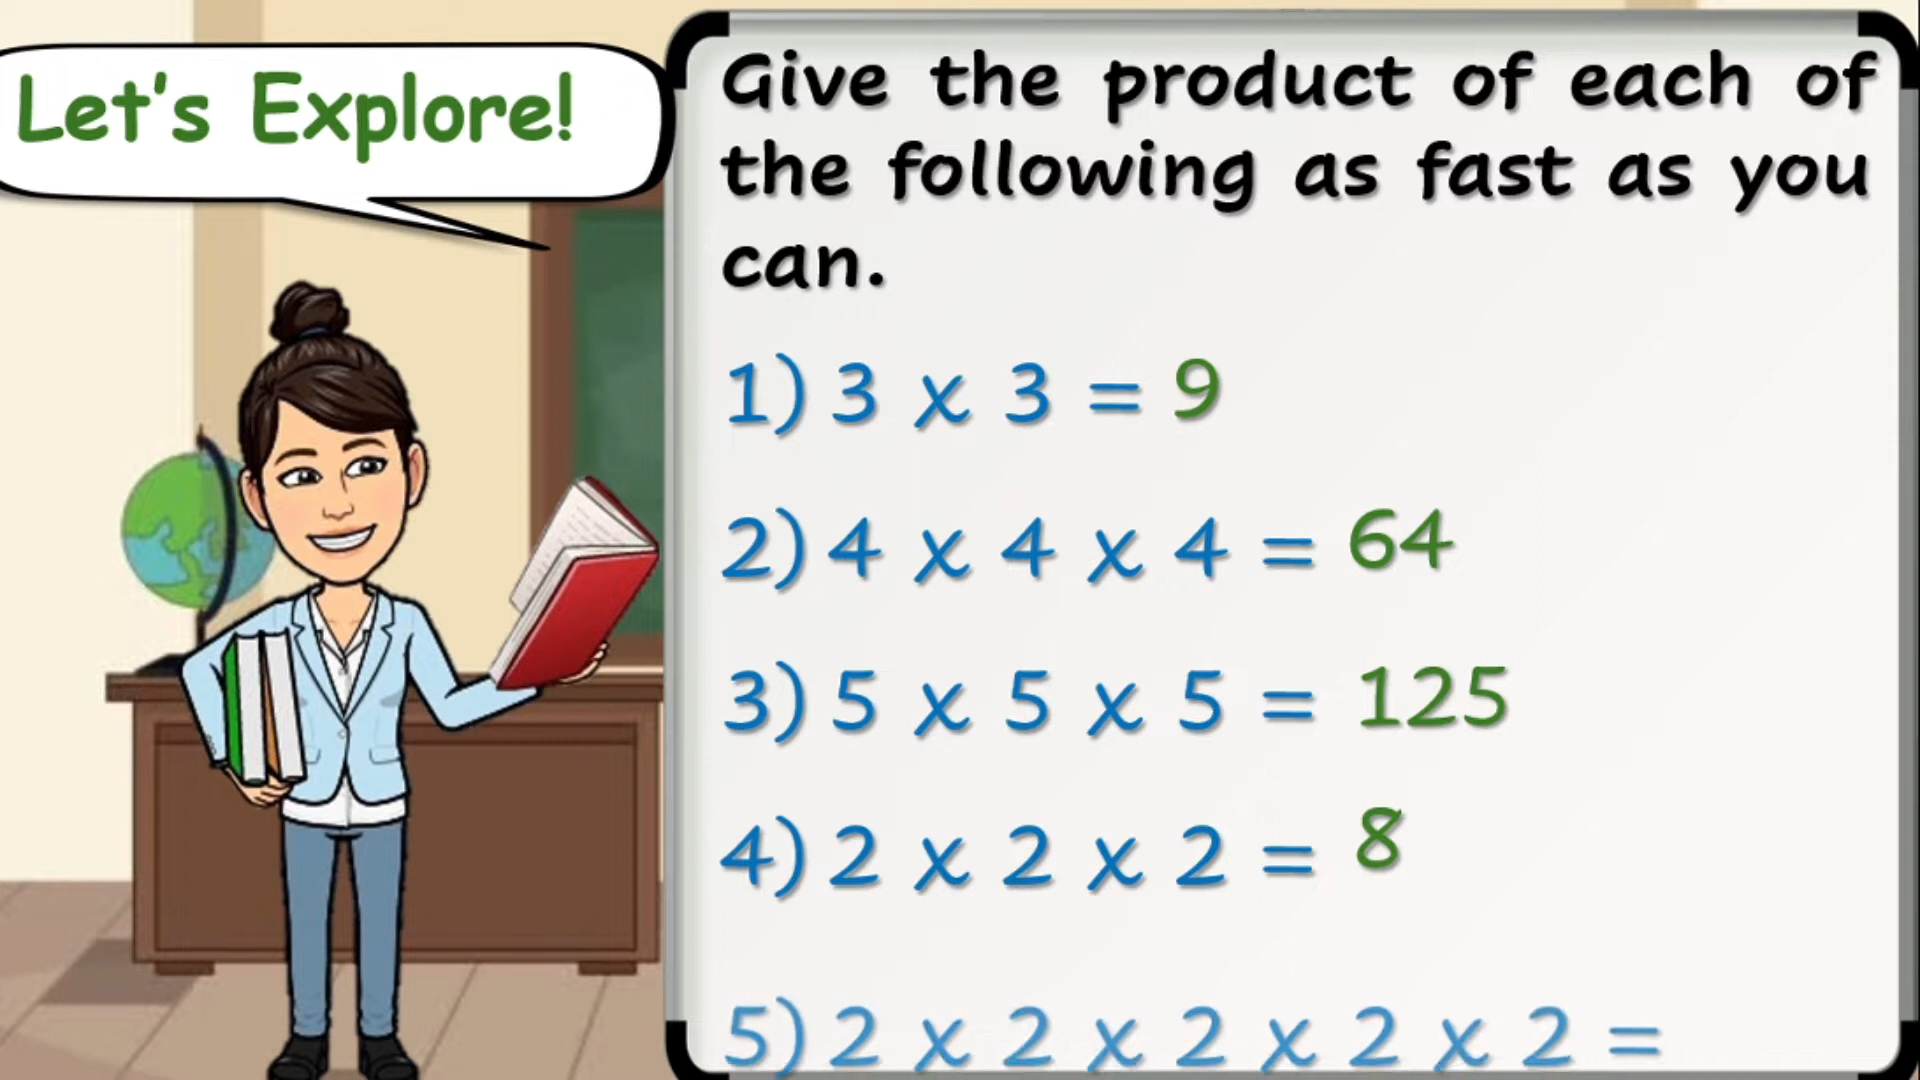 Let's Explore!
Give the product of each of
the following as fast as you
can.
1) 3 x 3 = 9
2) 4 x 4 x 4 = 64
3) 5 x 5 x 5 = 125
4) 2 x 2 x 2 = 8
5) 2 x 2 x 2 x 2 x 2 =